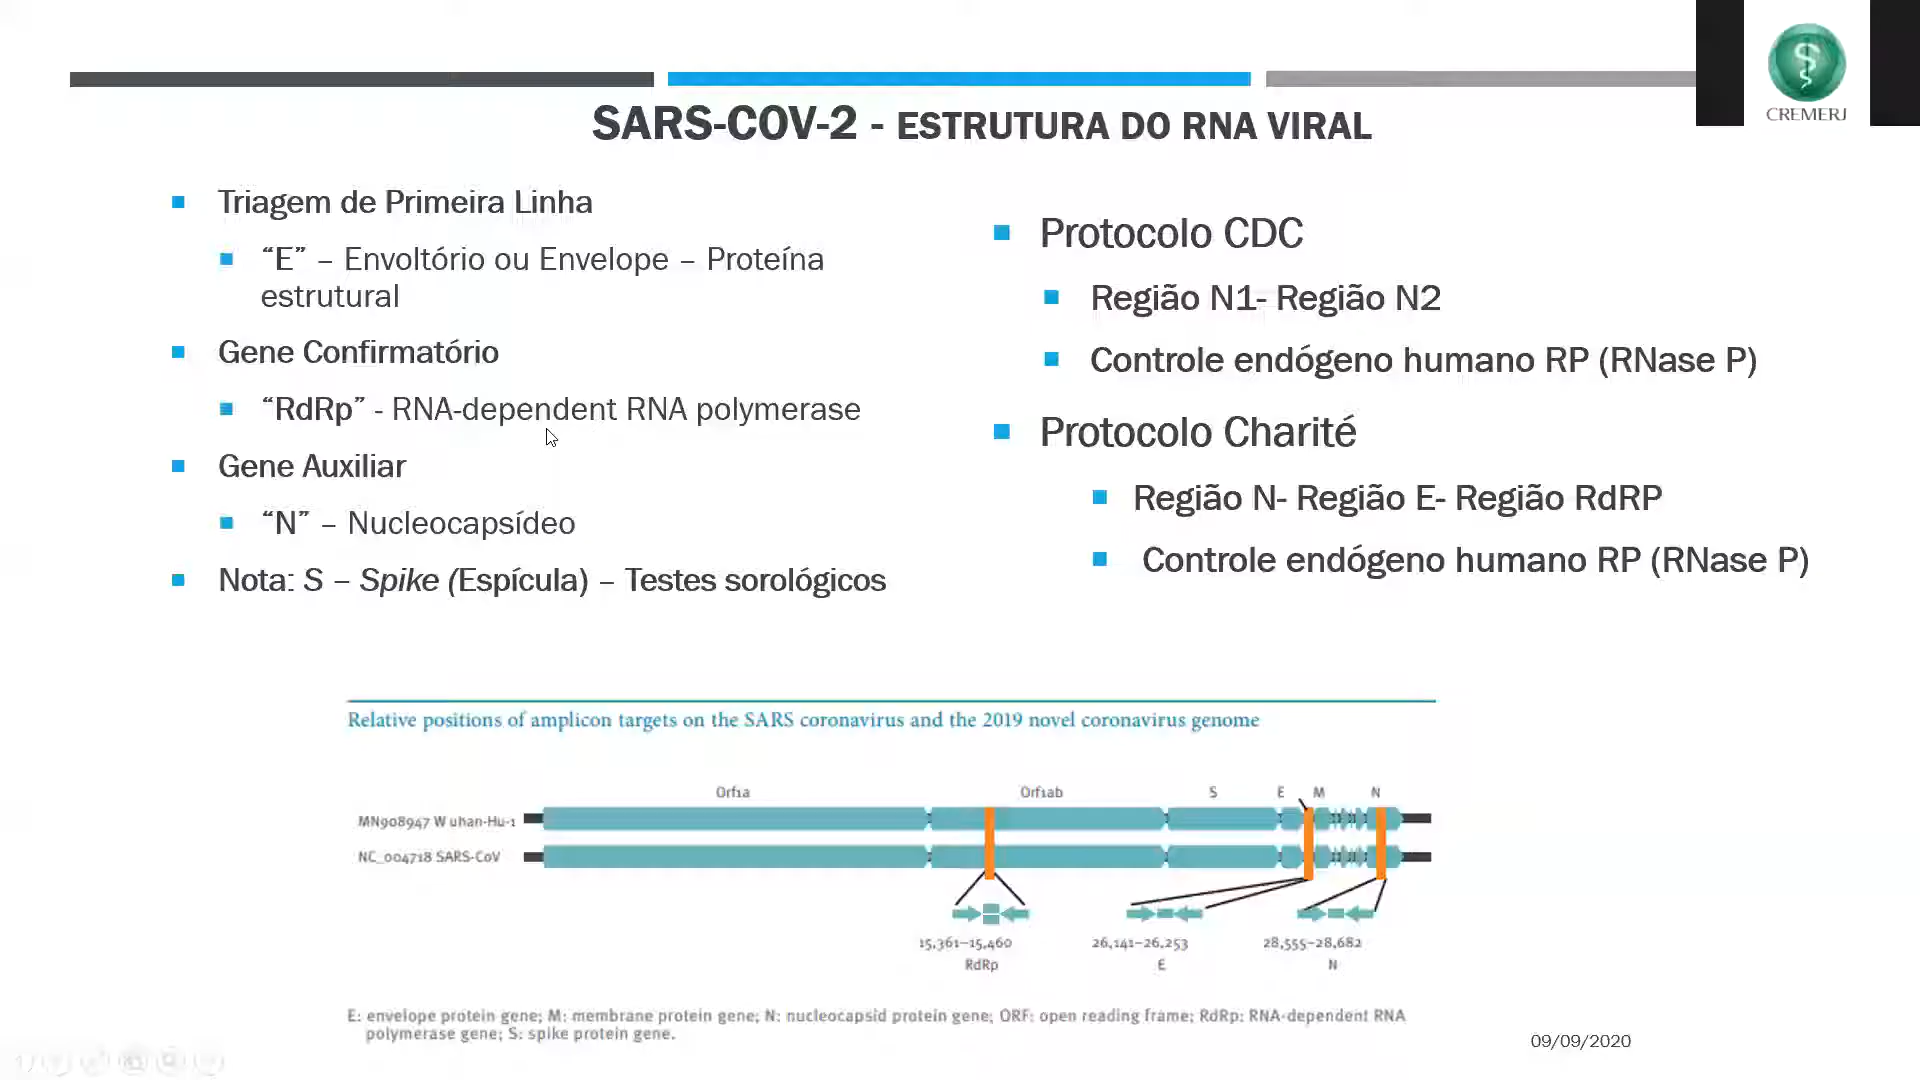 CREMERJ
SARS-COV-2 - ESTRUTURA DO RNA VIRAL
Triagem de Primeira Linha
“E” – Envoltório ou Envelope – Proteína
estrutural
Gene Confirmatório
“RdRp” - RNA-dependent RNA polymerase
Gene Auxiliar
“N” – Nucleocapsídeo
Nota: S – Spike (Espícula) – Testes sorológicos
Protocolo CDC
Região N1- Região N2
Controle endógeno humano RP (RNase P)
Protocolo Charité
Região N- Região E- Região RdRP
Controle endógeno humano RP (RNase P)
Relative positions of amplicon targets on the SARS coronavirus and the 2019 novel coronavirus genome
Orf1a Orf1ab S E M N
MN908947 W uhan-Hu-1
NC_004718 SARS-CoV
15,361–15,460 26,141–26,253 28,555–28,682
RdRp E N
E: envelope protein gene; M: membrane protein gene; N: nucleocapsid protein gene; ORF: open reading frame; RdRp: RNA-dependent RNA
polymerase gene; S: spike protein gene.
09/09/2020